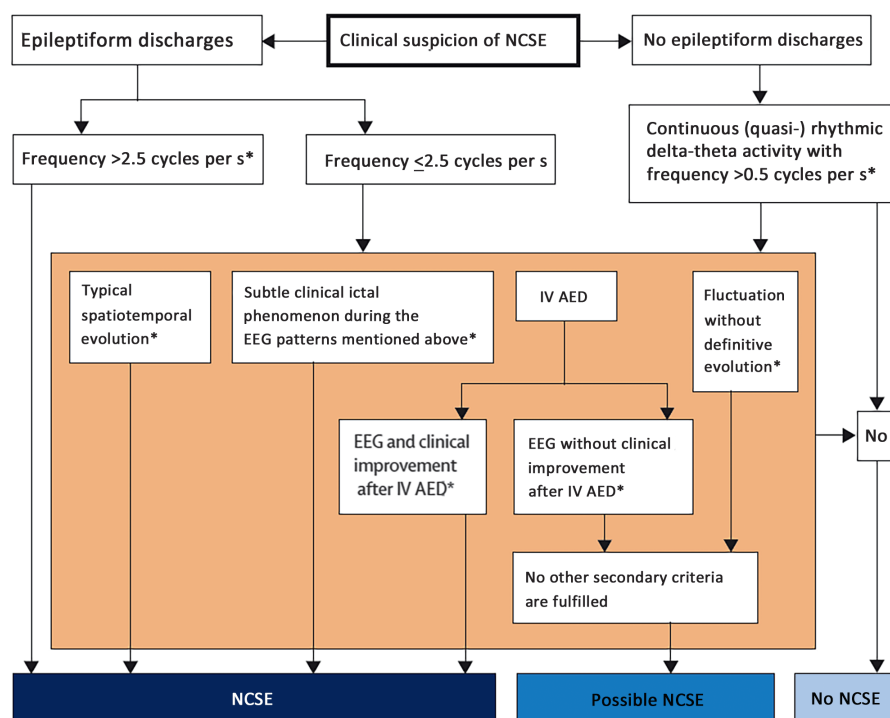 Epileptiform discharges
Clinical suspicion of NCSE
No epileptiform discharges
Frequency >2.5 cycles per s*
Frequency ≤2.5 cycles per s
Continuous (quasi-) rhythmic
delta-theta activity with
frequency >0.5 cycles per s*
Typical
spatiotemporal
evolution*
Subtle clinical ictal
phenomenon during the
EEG patterns mentioned above*
IV AED
Fluctuation
without
definitive
evolution*
EEG and clinical
improvement
after IV AED*
EEG without clinical
improvement
after IV AED*
No
No other secondary criteria
are fulfilled
NCSE
Possible NCSE
No NCSE